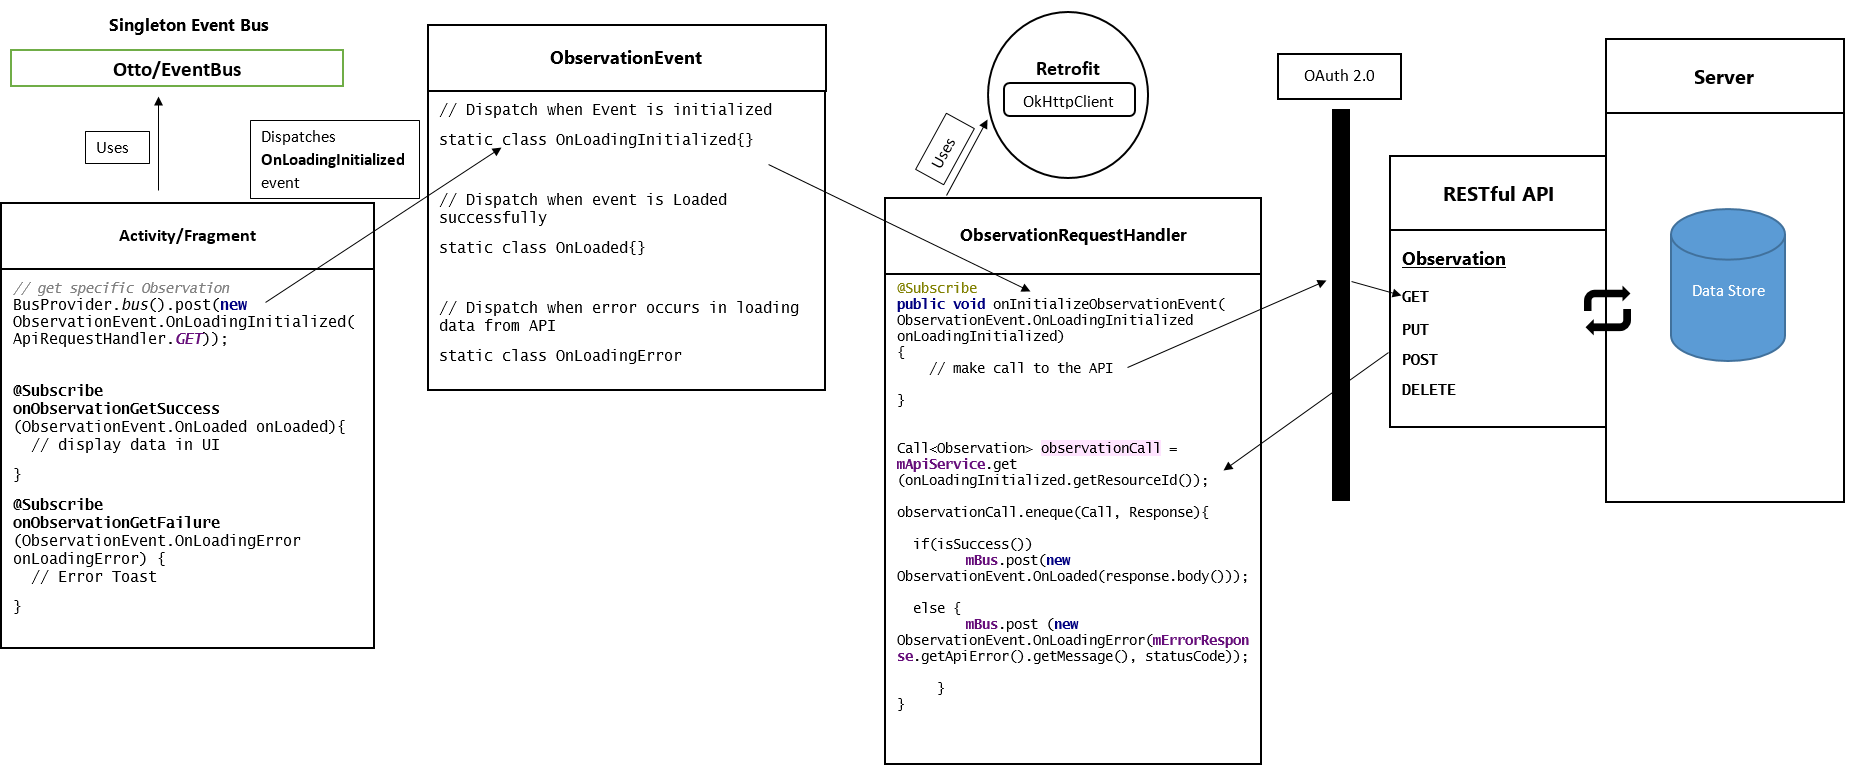 Singleton Event Bus
Otto/EventBus
Uses
Dispatches
OnLoadingInitialized
event
Activity/Fragment
// get specific Observation
BusProvider.bus().post(new
ObservationEvent.OnLoadingInitialized(
ApiRequestHandler.GET));
@Subscribe
onObservationGetSuccess
(ObservationEvent.OnLoaded onLoaded){
// display data in UI
}
@Subscribe
onObservationGetFailure
(ObservationEvent.OnLoadingError
onLoadingError) {
// Error Toast
}
ObservationEvent
// Dispatch when Event is initialized
static class OnLoadingInitialized{}
// Dispatch when event is Loaded
successfully
static class OnLoaded{}
// Dispatch when error occurs in loading
data from API
static class OnLoadingError
Retrofit
OkHttpClient
Uses
ObservationRequestHandler
@Subscribe
public void onInitializeObservationEvent(
ObservationEvent.OnLoadingInitialized
onLoadingInitialized)
{
// make call to the API
}
Call<Observation> observationCall =
mApiService.get
(onLoadingInitialized.getResourceId());
observationCall.eneque(Call, Response){
if(isSuccess())
mBus.post(new
ObservationEvent.OnLoaded(response.body()));
else {
mBus.post (new
ObservationEvent.OnLoadingError(mErrorRespon
se.getApiError().getMessage(), statusCode));
}
}
OAuth 2.0
RESTful API
Observation
GET
PUT
POST
DELETE
Server
Data Store